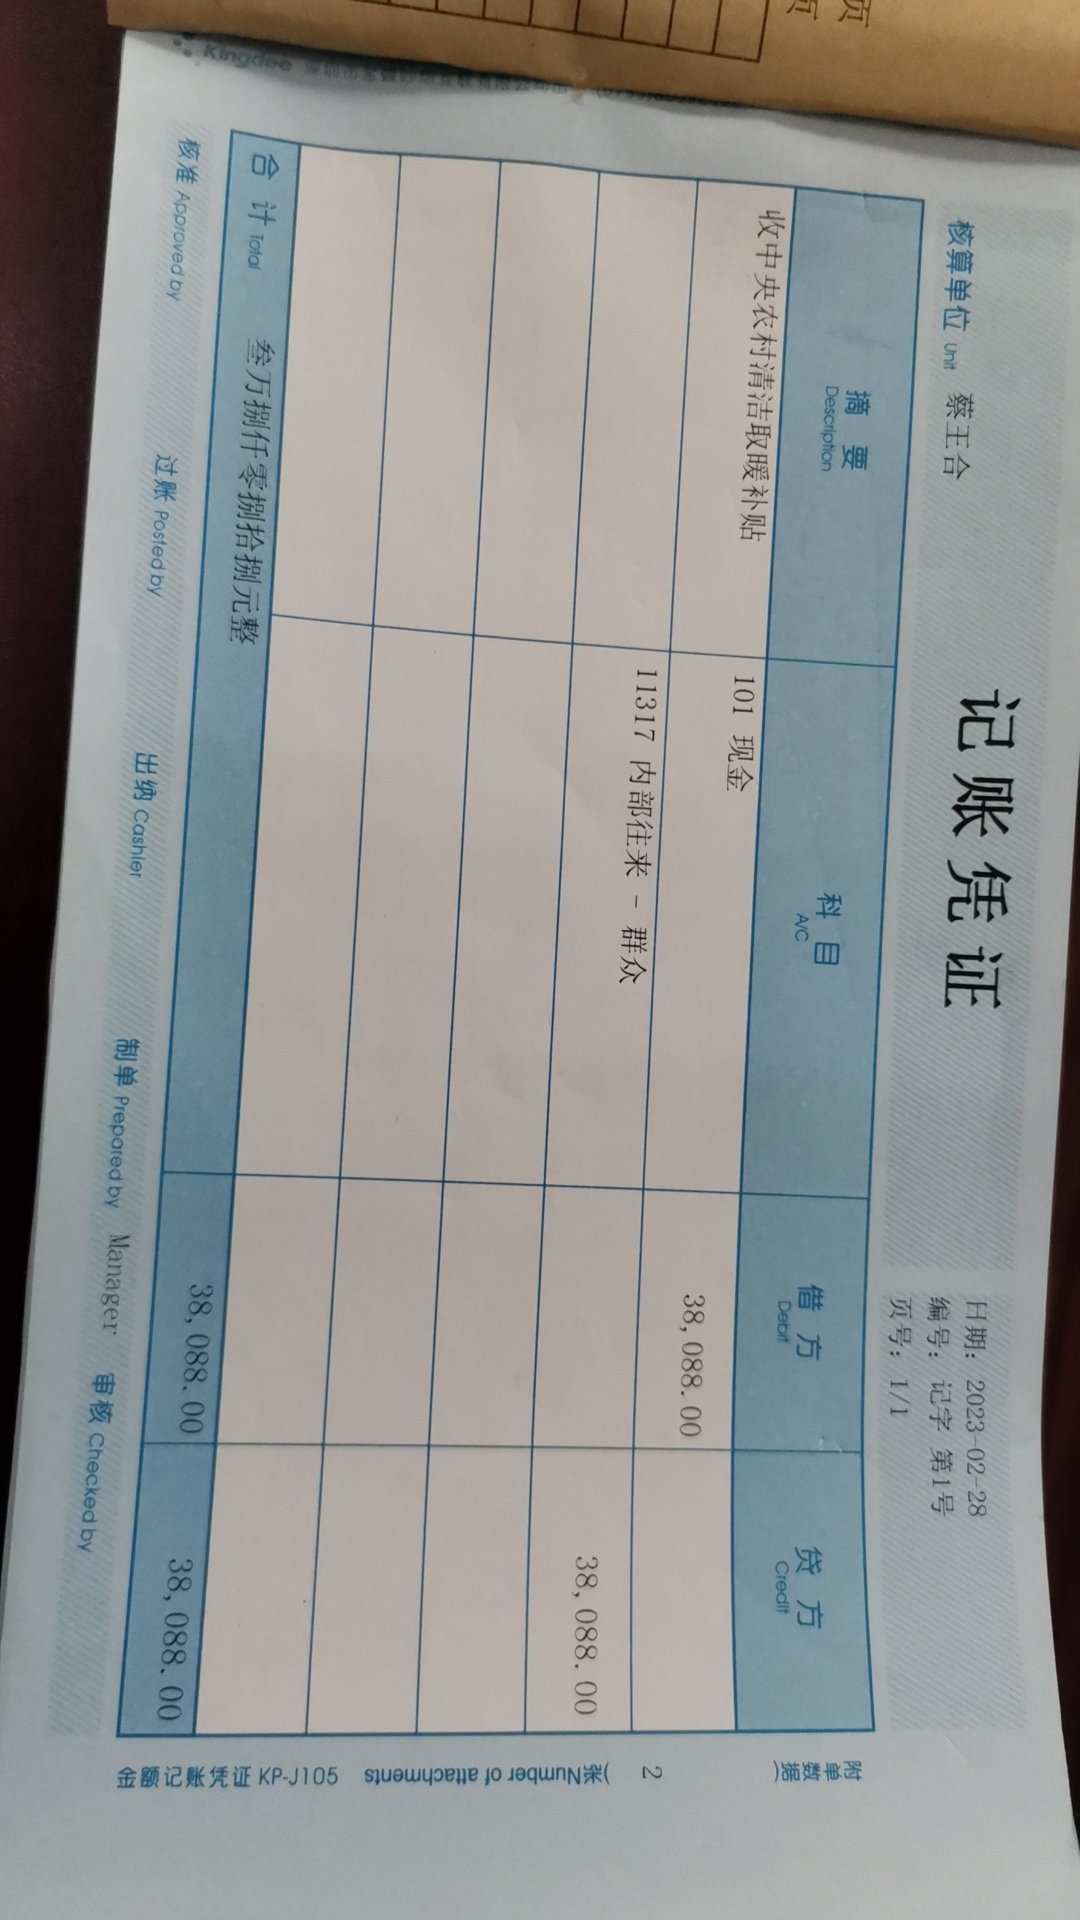 页
页
记账凭证
核算单位 Unit 蔡王合
日期: 2023-02-28
编号: 记字 第1号
页号: 1/1
摘 要 科 目 借 方 贷 方
Description A/C Debit Credit
收中央农村清洁取暖补贴 101 现金 38,088.00
11317 内部往来 - 群众 38,088.00
合 计 Total 叁万捌仟零捌拾捌元整 38,088.00 38,088.00
附单数据( 2 )张Number of attachments
金额记账凭证 KP-J105
核准 Approved by 过账 Posted by 出纳 Cashier 制单 Prepared by Manager 审核 Checked by
Kingdee